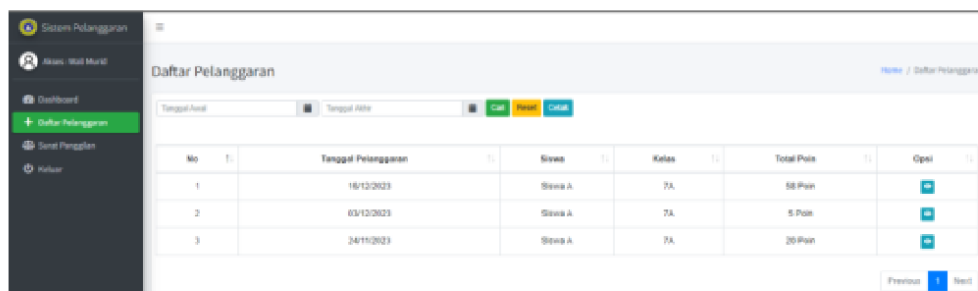 Sistem Pelanggaran
Akses: Wali Murid
Daftar Pelanggaran
Home / Daftar Pelanggaran
Dashboard
Tanggal Awal Tanggal Akhir Cari Reset Cetak
Daftar Pelanggaran
Surat Panggilan
Keluar
No Tanggal Pelanggaran Siswa Kelas Total Poin Opsi
1 16/12/2023 Siswa A 7A 58 Poin
2 03/12/2023 Siswa A 7A 5 Poin
3 24/11/2023 Siswa A 7A 20 Poin
Previous 1 Next